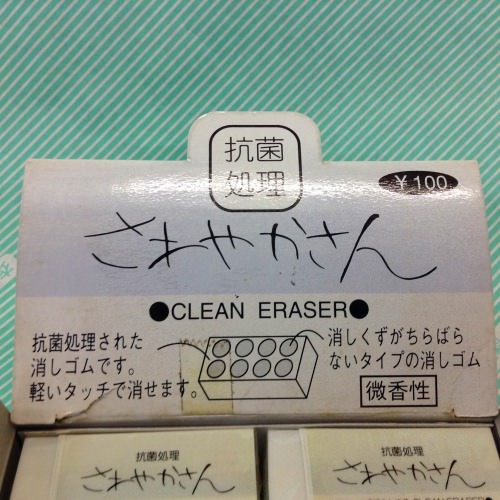 抗菌
処理
¥100
さわやかさん
●CLEAN ERASER●
抗菌処理された
消しゴムです。
軽いタッチで消せます。
消しくずがちらばら
ないタイプの消しゴム
微香性
抗菌処理
さわやかさん
抗菌処理
さわやかさん
CLEAN ERASER●